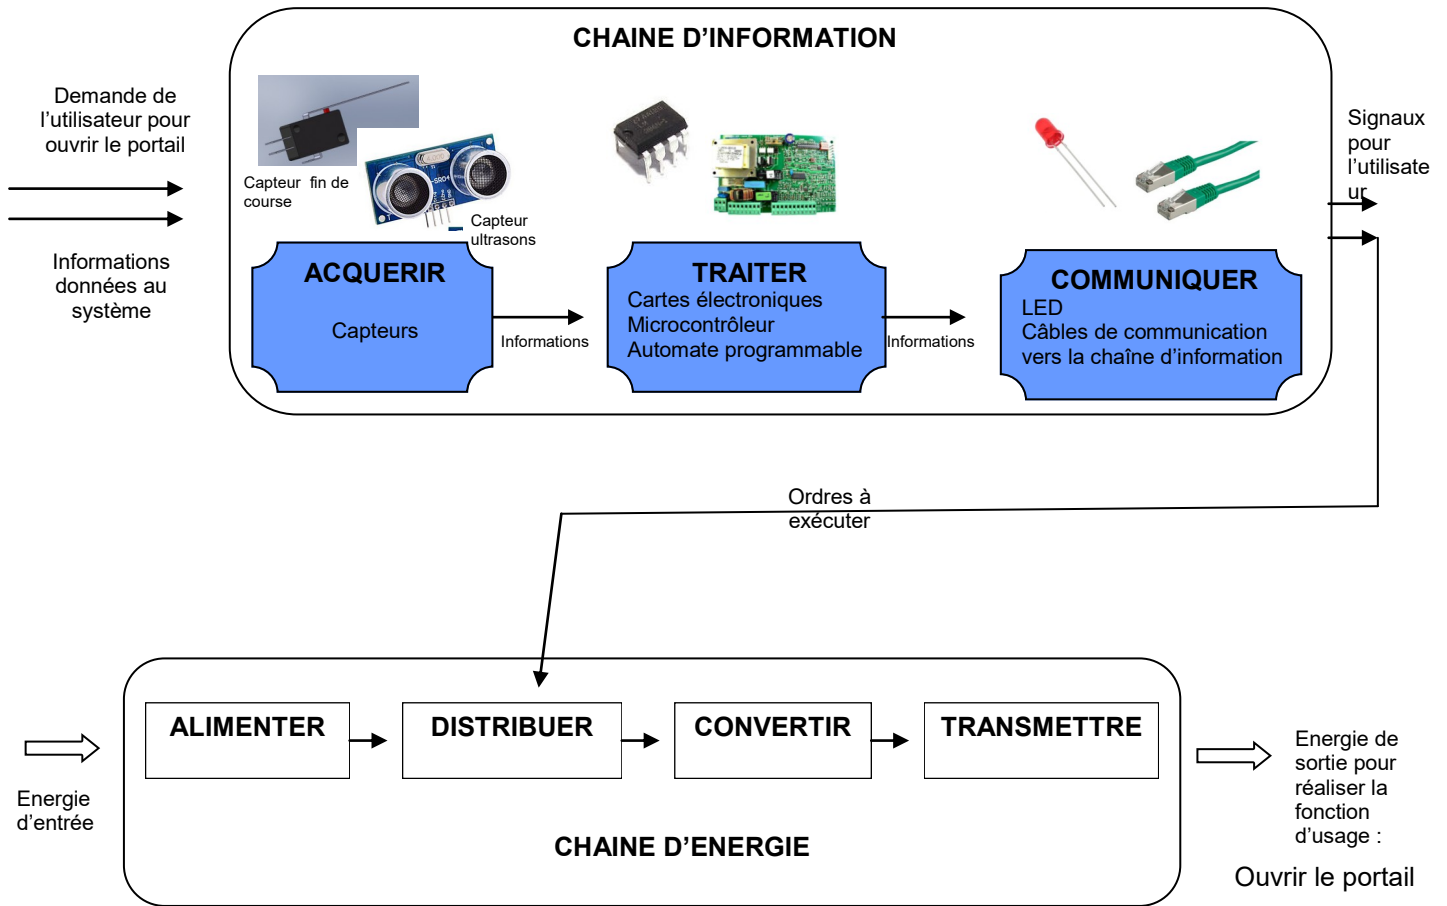 CHAINE D'INFORMATION
Demande de
l'utilisateur pour
ouvrir le portail
Informations
données au
système
Capteur fin de
course
Capteur
ultrasons
ACQUERIR
Capteurs
Informations
TRAITER
Cartes électroniques
Microcontrôleur
Automate programmable
Informations
COMMUNIQUER
LED
Câbles de communication
vers la chaîne d'information
Signaux
pour
l'utilisate
ur
Ordres à
exécuter
Energie
d'entrée
ALIMENTER
DISTRIBUER
CONVERTIR
TRANSMETTRE
CHAINE D'ENERGIE
Energie de
sortie pour
réaliser la
fonction
d'usage :
Ouvrir le portail